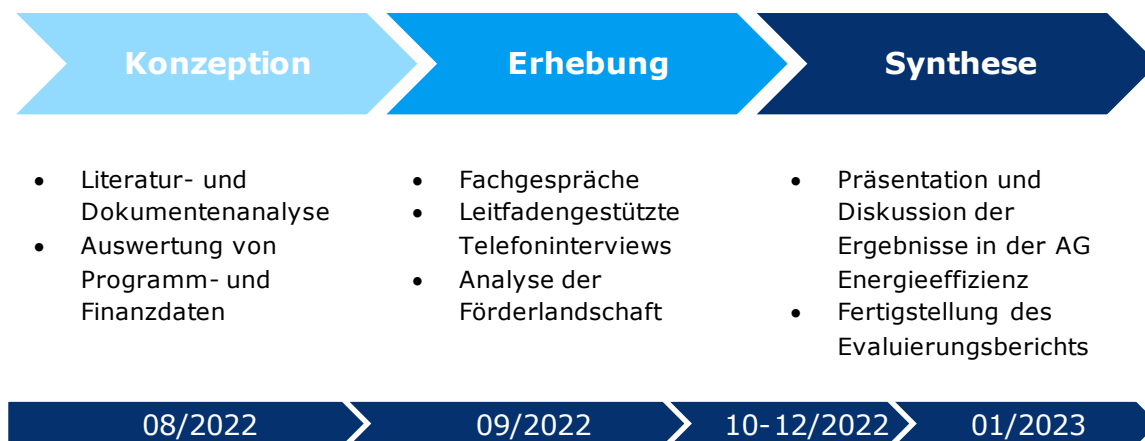 Konzeption
Erhebung
Synthese
• Literatur- und
Dokumentenanalyse
• Auswertung von
Programm- und
Finanzdaten
• Fachgespräche
• Leitfadengestützte
Telefoninterviews
• Analyse der
Förderlandschaft
• Präsentation und
Diskussion der
Ergebnisse in der AG
Energieeffizienz
• Fertigstellung des
Evaluierungsberichts
08/2022
09/2022
10-12/2022
01/2023